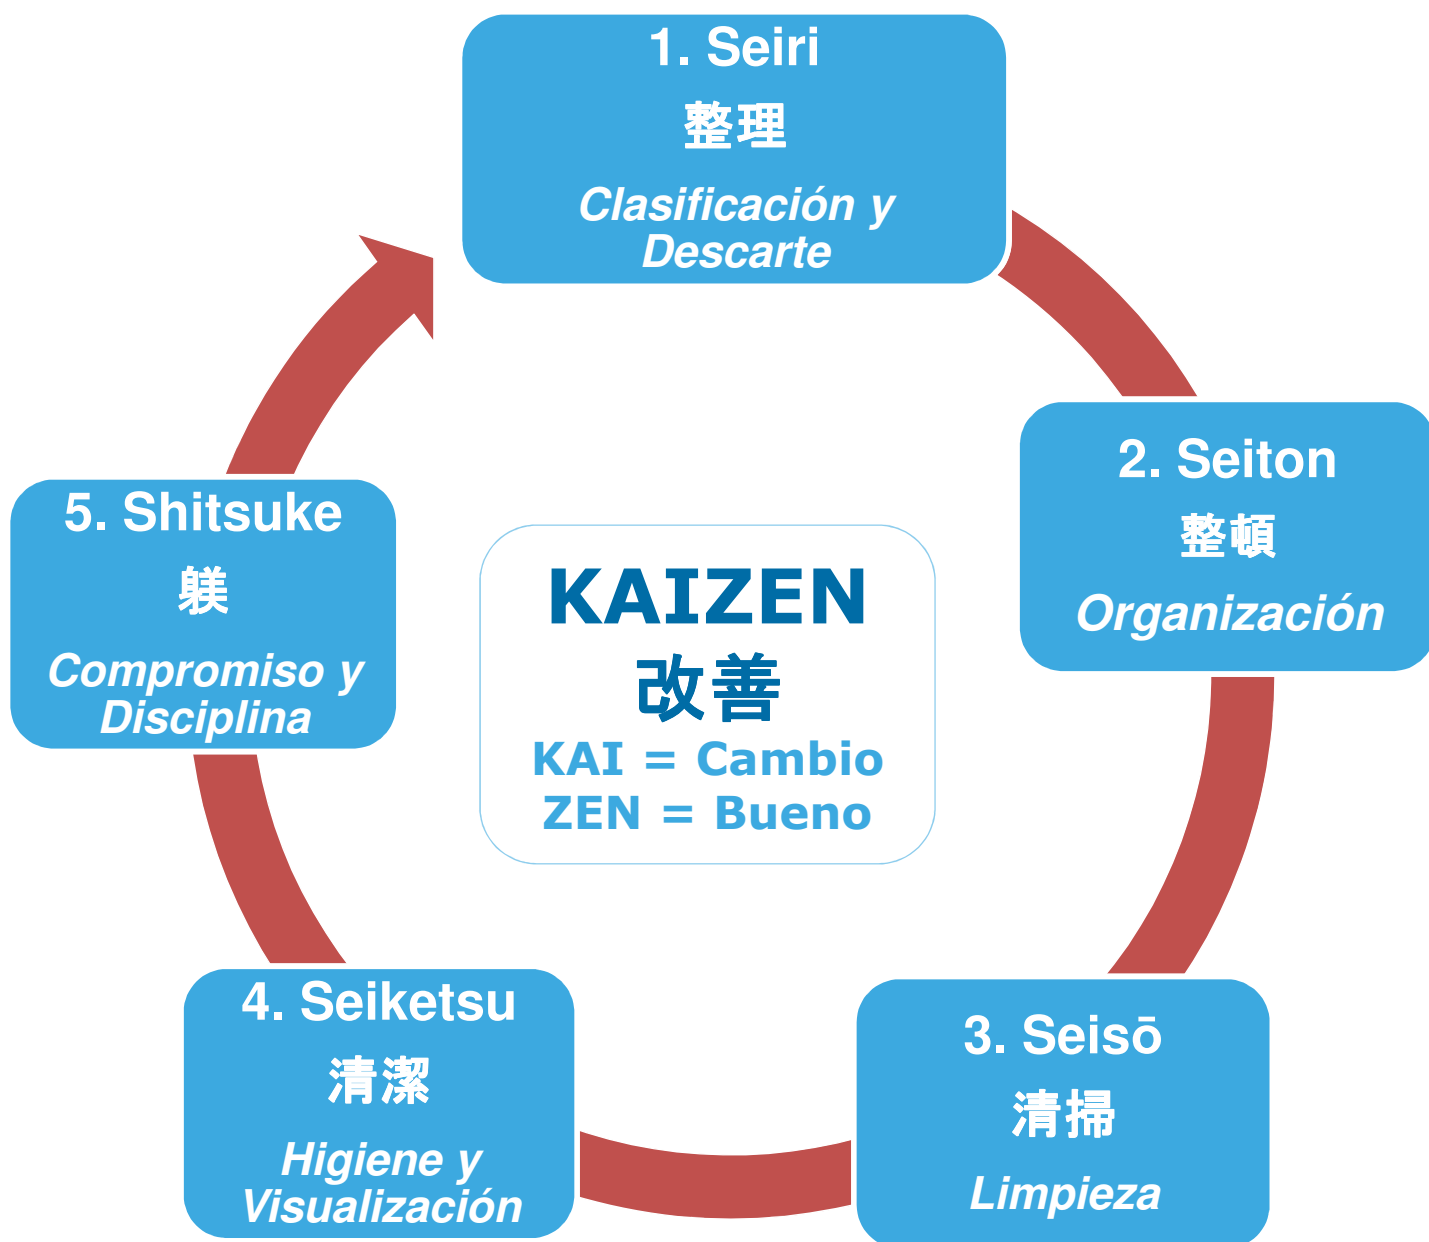 1. Seiri
整理
Clasificación y
Descarte
2. Seiton
整頓
Organización
3. Seisō
清掃
Limpieza
4. Seiketsu
清潔
Higiene y
Visualización
5. Shitsuke
躾
Compromiso y
Disciplina
KAIZEN
改善
KAI = Cambio
ZEN = Bueno